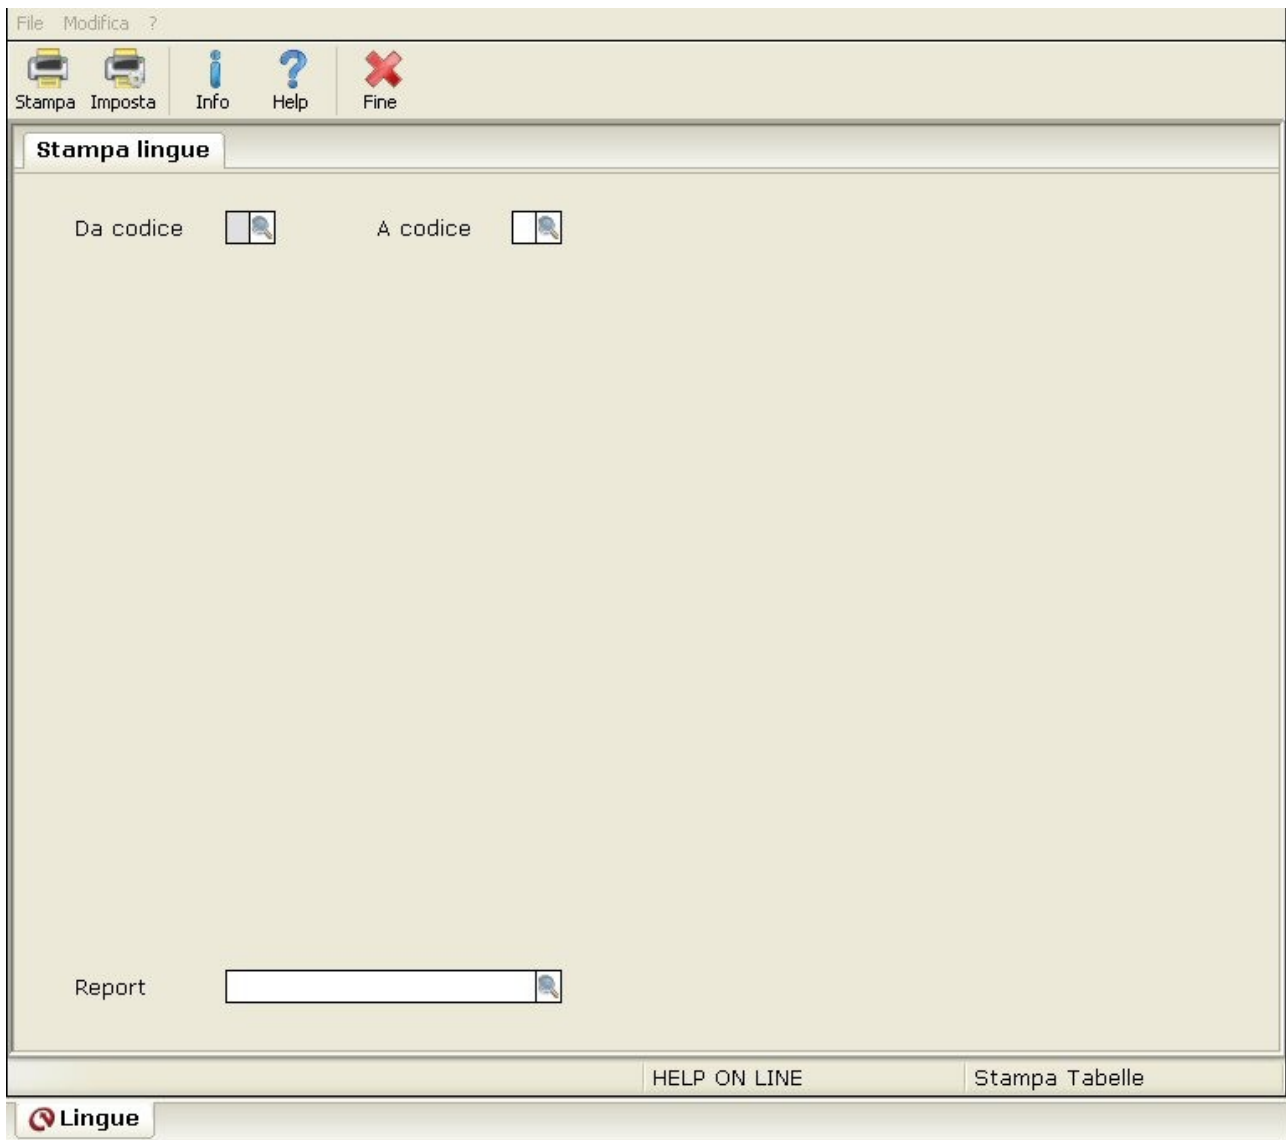 File Modifica ?
Stampa Imposta Info Help Fine
Stampa lingue
Da codice A codice
Report
HELP ON LINE Stampa Tabelle
Lingue